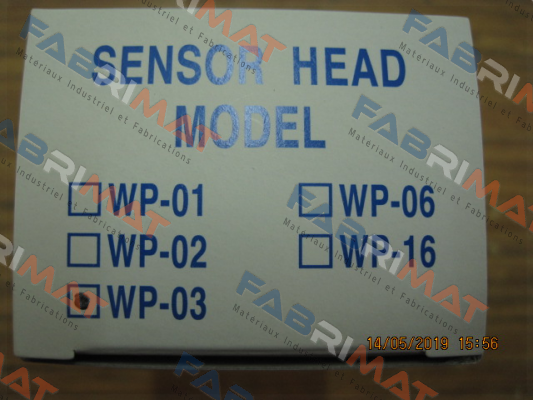 SENSOR HEAD
MODEL
WP-01
WP-06
WP-02
WP-16
WP-03
14/05/2019 15:56
FABRIMAT
Materiaux Industriel et Fabrications